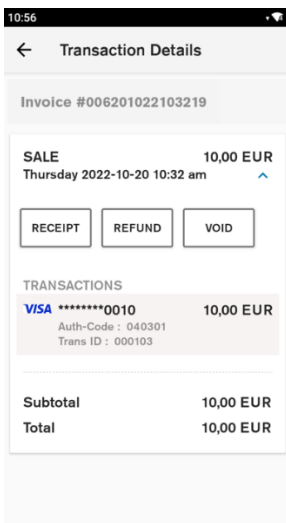 10:56
Transaction Details
Invoice #006201022103219
SALE 10,00 EUR
Thursday 2022-10-20 10:32 am
RECEIPT REFUND VOID
TRANSACTIONS
VISA ********0010 10,00 EUR
Auth-Code : 040301
Trans ID : 000103
Subtotal 10,00 EUR
Total 10,00 EUR